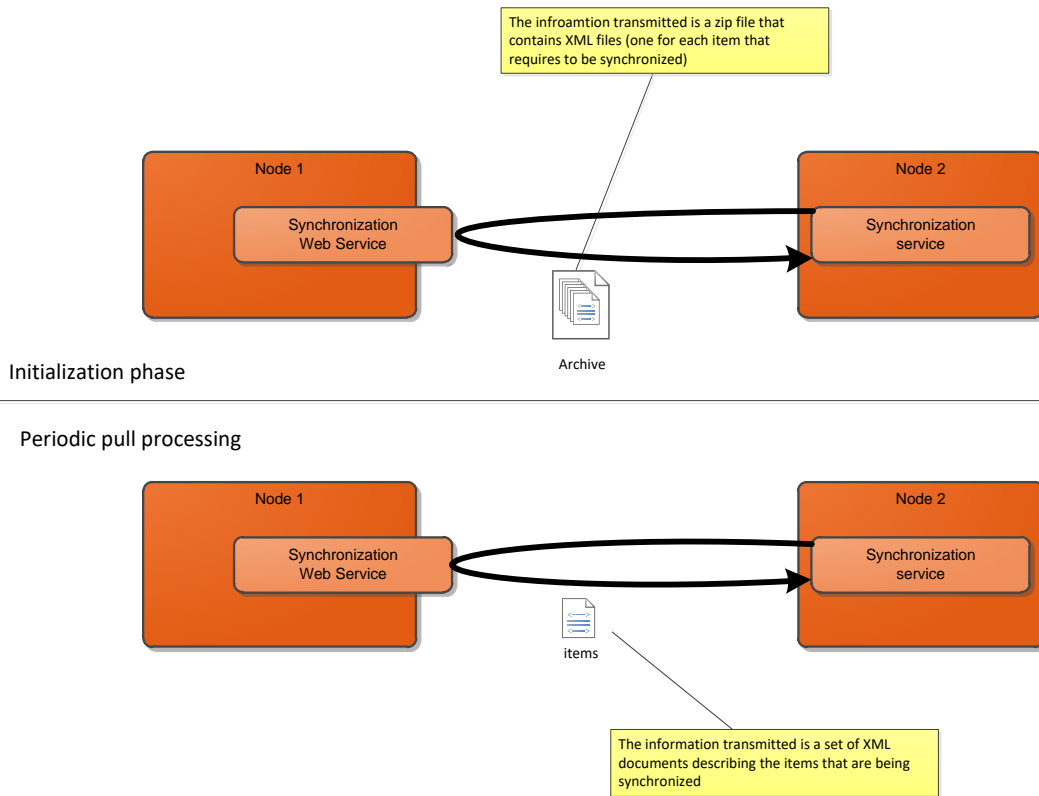 The infroamtion transmitted is a zip file that
contains XML files (one for each item that
requires to be synchronized)
Node 1
Node 2
Synchronization
Web Service
Synchronization
service
Archive
Initialization phase
Periodic pull processing
Node 1
Node 2
Synchronization
Web Service
Synchronization
service
items
The information transmitted is a set of XML
documents describing the items that are being
synchronized